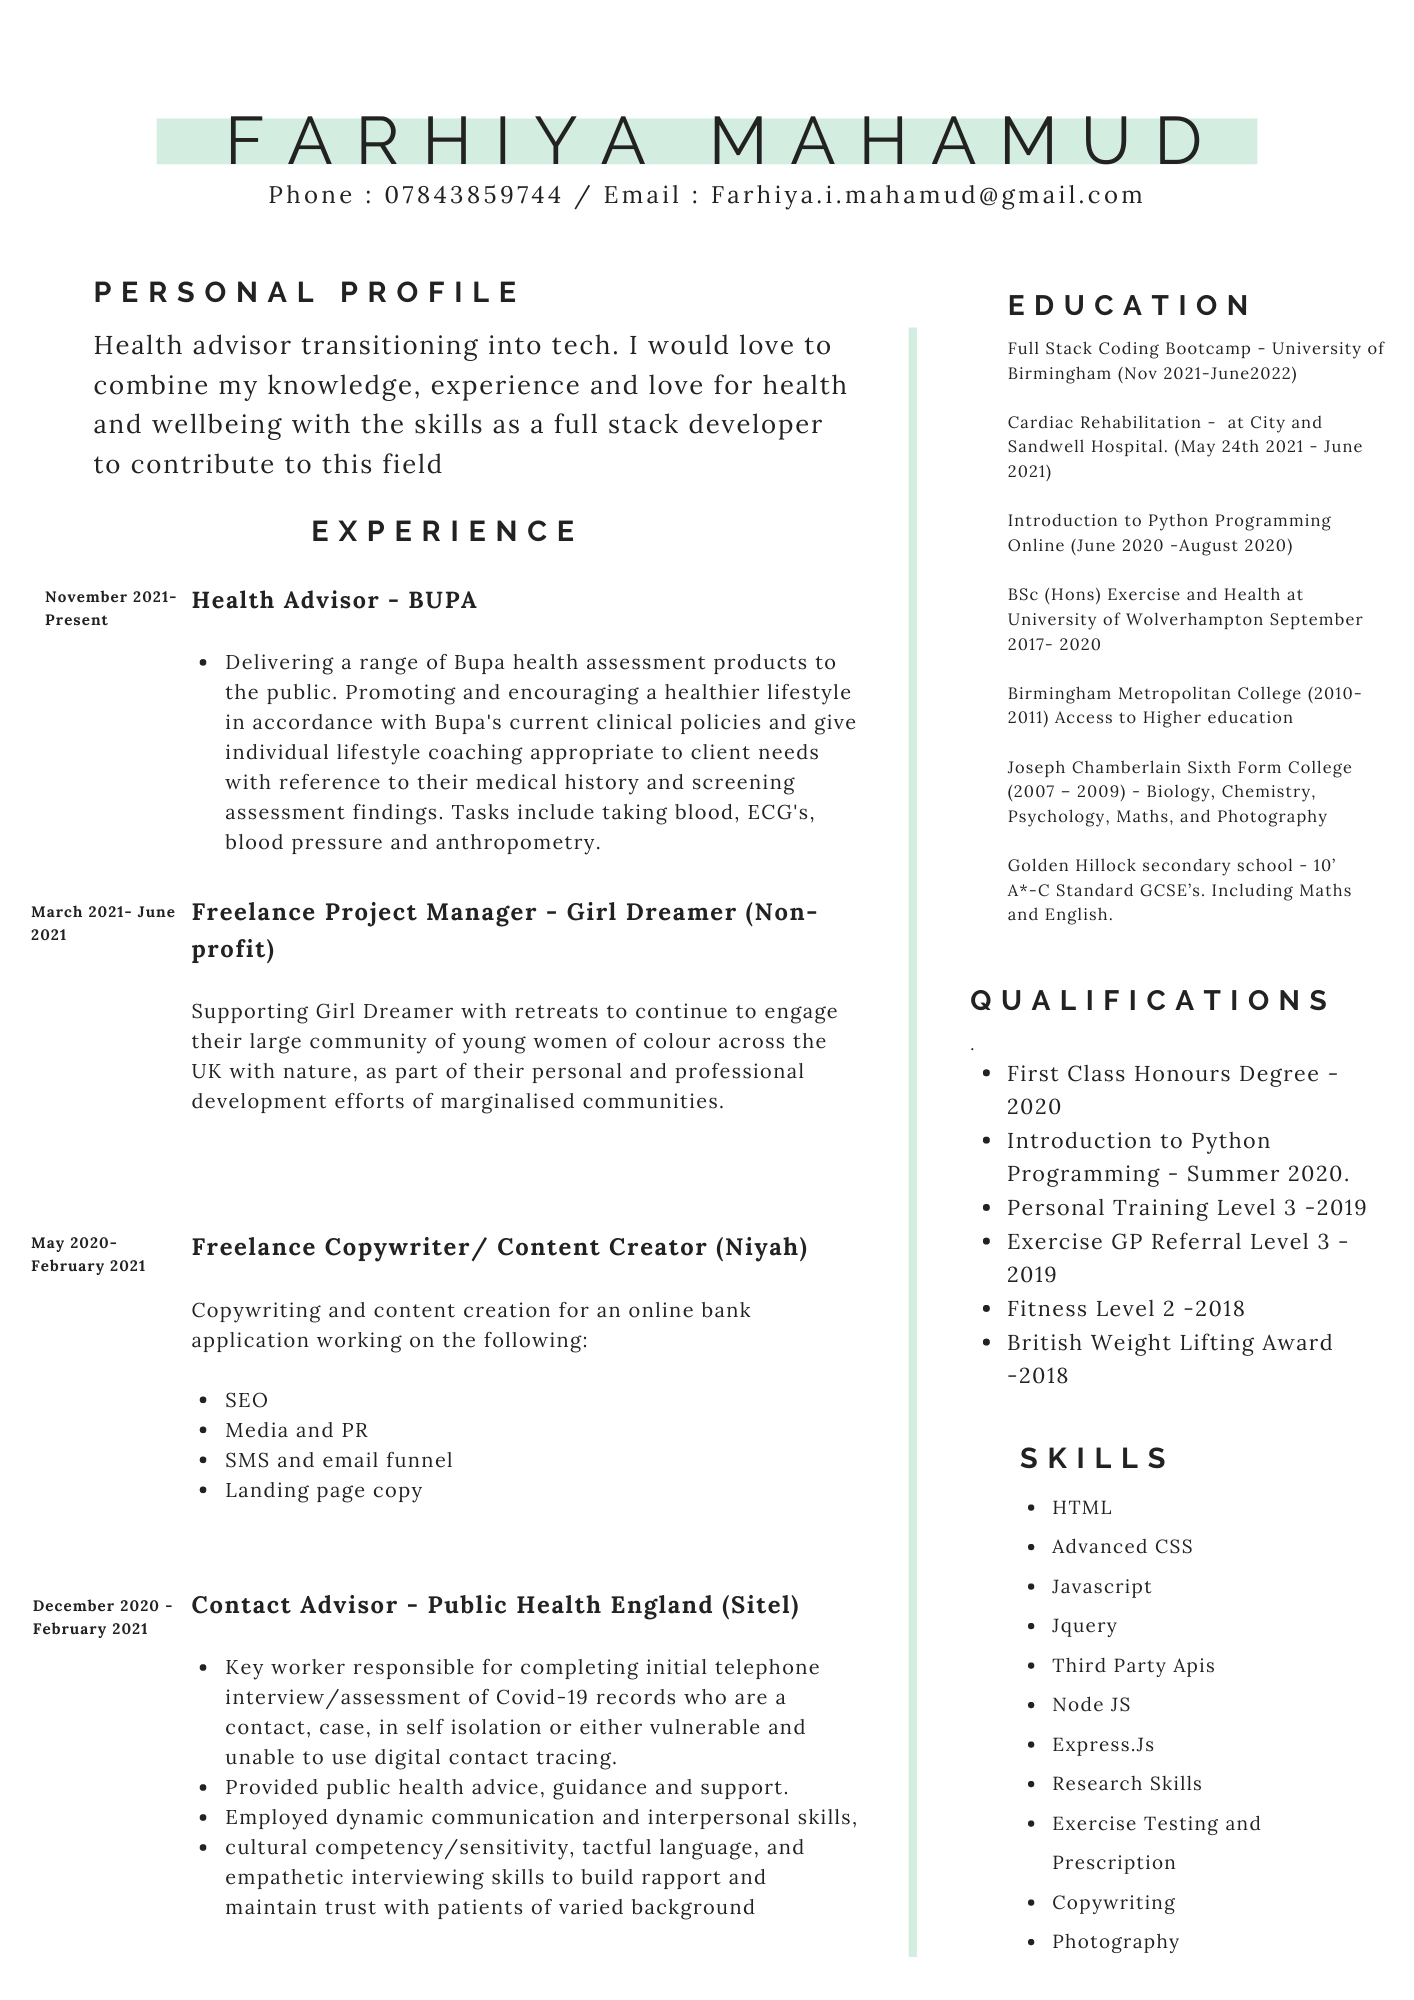 FARHIYA MAHAMUD
Phone : 07843859744 / Email : Farhiya.i.mahamud@gmail.com
PERSONAL PROFILE
Health advisor transitioning into tech. I would love to
combine my knowledge, experience and love for health
and wellbeing with the skills as a full stack developer
to contribute to this field
EXPERIENCE
November 2021-
Present
Health Advisor - BUPA
• Delivering a range of Bupa health assessment products to
the public. Promoting and encouraging a healthier lifestyle
in accordance with Bupa's current clinical policies and give
individual lifestyle coaching appropriate to client needs
with reference to their medical history and screening
assessment findings. Tasks include taking blood, ECG's,
blood pressure and anthropometry.
March 2021- June
2021
Freelance Project Manager - Girl Dreamer (Non-
profit)
Supporting Girl Dreamer with retreats to continue to engage
their large community of young women of colour across the
UK with nature, as part of their personal and professional
development efforts of marginalised communities.
May 2020-
February 2021
Freelance Copywriter/ Content Creator (Niyah)
Copywriting and content creation for an online bank
application working on the following:
• SEO
• Media and PR
• SMS and email funnel
• Landing page copy
December 2020 -
February 2021
Contact Advisor - Public Health England (Sitel)
• Key worker responsible for completing initial telephone
interview/assessment of Covid-19 records who are a
contact, case, in self isolation or either vulnerable and
unable to use digital contact tracing.
• Provided public health advice, guidance and support.
• Employed dynamic communication and interpersonal skills,
• cultural competency/sensitivity, tactful language, and
empathetic interviewing skills to build rapport and
maintain trust with patients of varied background
EDUCATION
Full Stack Coding Bootcamp - University of
Birmingham (Nov 2021-June2022)
Cardiac Rehabilitation - at City and
Sandwell Hospital. (May 24th 2021 - June
2021)
Introduction to Python Programming
Online (June 2020 -August 2020)
BSc (Hons) Exercise and Health at
University of Wolverhampton September
2017- 2020
Birmingham Metropolitan College (2010-
2011) Access to Higher education
Joseph Chamberlain Sixth Form College
(2007 – 2009) - Biology, Chemistry,
Psychology, Maths, and Photography
Golden Hillock secondary school - 10’
A*-C Standard GCSE’s. Including Maths
and English.
QUALIFICATIONS
.
• First Class Honours Degree -
2020
• Introduction to Python
Programming - Summer 2020.
• Personal Training Level 3 -2019
• Exercise GP Referral Level 3 -
2019
• Fitness Level 2 -2018
• British Weight Lifting Award
-2018
SKILLS
• HTML
• Advanced CSS
• Javascript
• Jquery
• Third Party Apis
• Node JS
• Express.Js
• Research Skills
• Exercise Testing and
Prescription
• Copywriting
• Photography